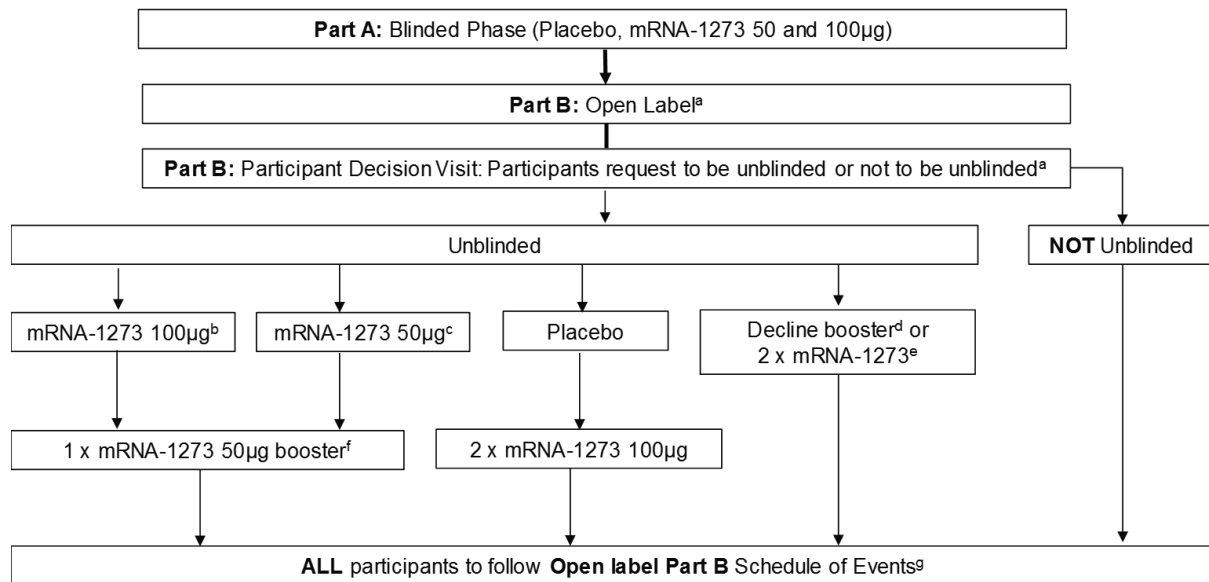 Part A: Blinded Phase (Placebo, mRNA-1273 50 and 100µg)
Part B: Open Labelᵃ
Part B: Participant Decision Visit: Participants request to be unblinded or not to be unblindedᵃ
Unblinded
NOT Unblinded
mRNA-1273 100µgᵇ
mRNA-1273 50µgᶜ
Placebo
Decline boosterᵈ or
2 x mRNA-1273ᵉ
1 x mRNA-1273 50µg boosterᶠ
2 x mRNA-1273 100µg
ALL participants to follow Open label Part B Schedule of Eventsᵍ